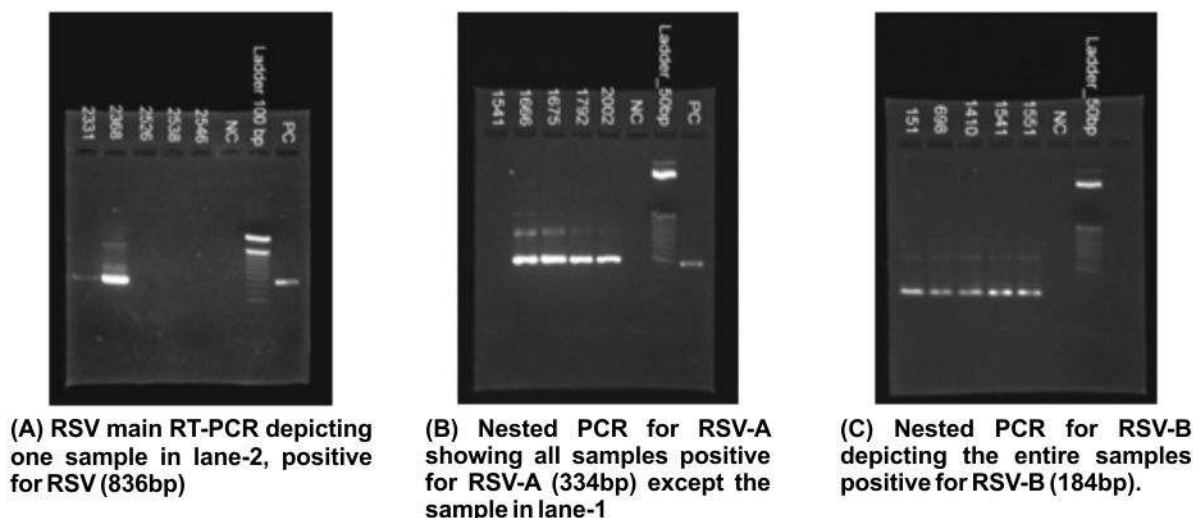 2331
2368
2526
2538
2546
NC
Ladder 100 bp
PC
1541
1666
1675
1792
2002
NC
Ladder_50bp
PC
151
698
1410
1541
1551
NC
Ladder_50bp
(A) RSV main RT-PCR depicting
one sample in lane-2, positive
for RSV (836bp)
(B) Nested PCR for RSV-A
showing all samples positive
for RSV-A (334bp) except the
sample in lane-1
(C) Nested PCR for RSV-B
depicting the entire samples
positive for RSV-B (184bp).